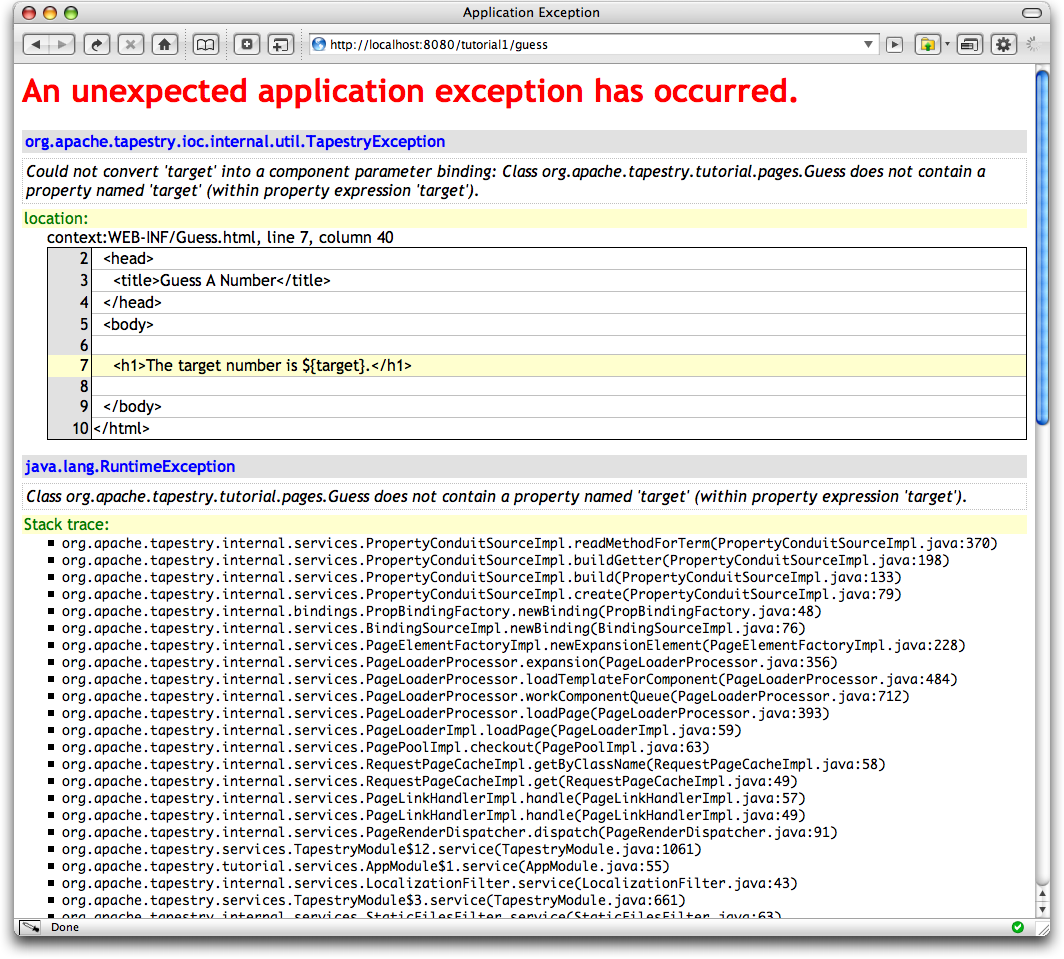 Application Exception
http://localhost:8080/tutorial1/guess
An unexpected application exception has occurred.
org.apache.tapestry.ioc.internal.util.TapestryException
Could not convert 'target' into a component parameter binding: Class org.apache.tapestry.tutorial.pages.Guess does not contain a
property named 'target' (within property expression 'target').
location:
context:WEB-INF/Guess.html, line 7, column 40
2 <head>
3 <title>Guess A Number</title>
4 </head>
5 <body>
6
7 <h1>The target number is ${target}.</h1>
8
9 </body>
10 </html>
java.lang.RuntimeException
Class org.apache.tapestry.tutorial.pages.Guess does not contain a property named 'target' (within property expression 'target').
Stack trace:
org.apache.tapestry.internal.services.PropertyConduitSourceImpl.readMethodForTerm(PropertyConduitSourceImpl.java:370)
org.apache.tapestry.internal.services.PropertyConduitSourceImpl.buildGetter(PropertyConduitSourceImpl.java:198)
org.apache.tapestry.internal.services.PropertyConduitSourceImpl.build(PropertyConduitSourceImpl.java:133)
org.apache.tapestry.internal.services.PropertyConduitSourceImpl.create(PropertyConduitSourceImpl.java:79)
org.apache.tapestry.internal.bindings.PropBindingFactory.newBinding(PropBindingFactory.java:48)
org.apache.tapestry.internal.services.BindingSourceImpl.newBinding(BindingSourceImpl.java:76)
org.apache.tapestry.internal.services.PageElementFactoryImpl.newExpansionElement(PageElementFactoryImpl.java:228)
org.apache.tapestry.internal.services.PageLoaderProcessor.expansion(PageLoaderProcessor.java:356)
org.apache.tapestry.internal.services.PageLoaderProcessor.loadTemplateForComponent(PageLoaderProcessor.java:484)
org.apache.tapestry.internal.services.PageLoaderProcessor.workComponentQueue(PageLoaderProcessor.java:712)
org.apache.tapestry.internal.services.PageLoaderProcessor.loadPage(PageLoaderProcessor.java:393)
org.apache.tapestry.internal.services.PageLoaderImpl.loadPage(PageLoaderImpl.java:59)
org.apache.tapestry.internal.services.PagePoolImpl.checkout(PagePoolImpl.java:63)
org.apache.tapestry.internal.services.RequestPageCacheImpl.getByClassName(RequestPageCacheImpl.java:58)
org.apache.tapestry.internal.services.RequestPageCacheImpl.get(RequestPageCacheImpl.java:49)
org.apache.tapestry.internal.services.PageLinkHandlerImpl.handle(PageLinkHandlerImpl.java:57)
org.apache.tapestry.internal.services.PageLinkHandlerImpl.handle(PageLinkHandlerImpl.java:49)
org.apache.tapestry.internal.services.PageRenderDispatcher.dispatch(PageRenderDispatcher.java:91)
org.apache.tapestry.services.TapestryModule$12.service(TapestryModule.java:1061)
org.apache.tapestry.tutorial.services.AppModule$1.service(AppModule.java:55)
org.apache.tapestry.internal.services.LocalizationFilter.service(LocalizationFilter.java:43)
org.apache.tapestry.services.TapestryModule$3.service(TapestryModule.java:661)
org.apache.tapestry.internal.services.StaticFilesFilter.service(StaticFilesFilter.java:63)
Done